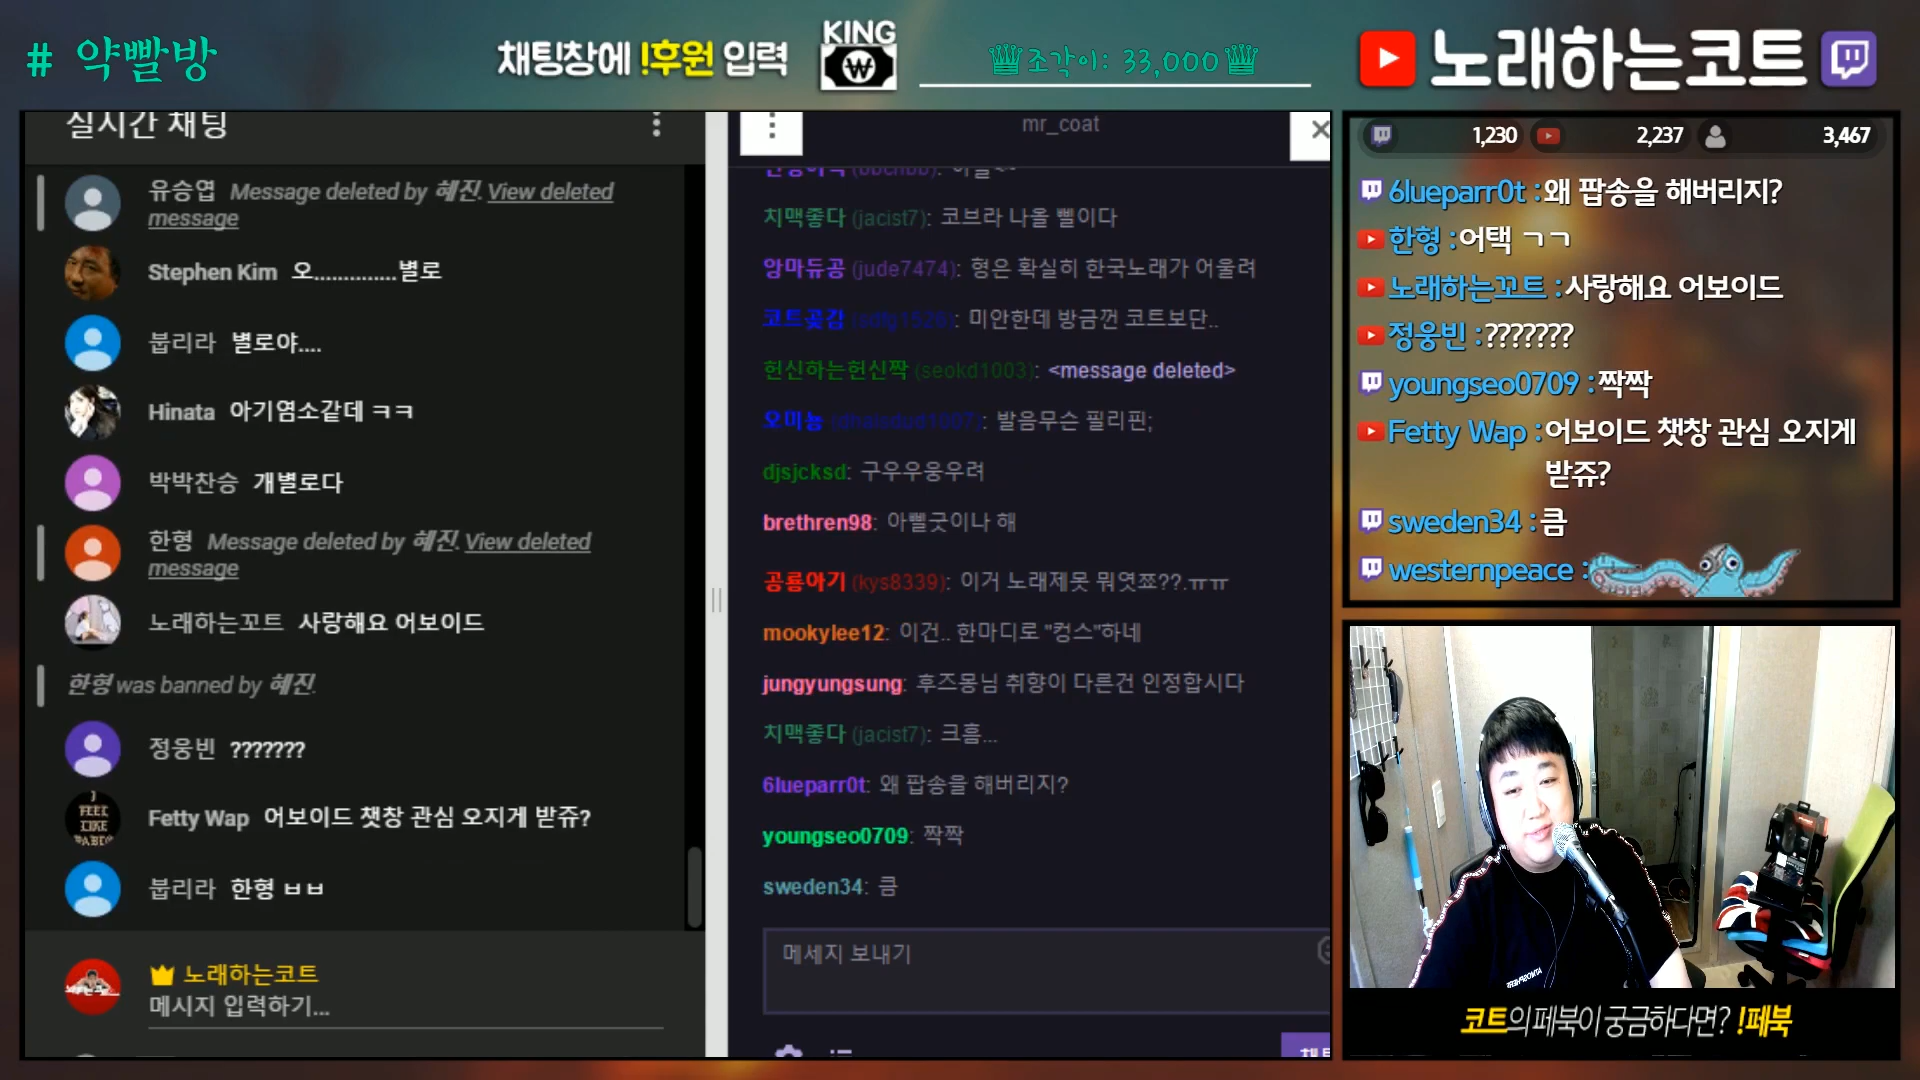 # 약빨방
채팅창에 !후원 입력
KING
₩
조각이: 33,000
노래하는코트
실시간 채팅
유승엽 Message deleted by 혜진. View deleted
message
Stephen Kim 오..............별로
붑리라 별로야....
Hinata 아기염소같데 ㅋㅋ
박박찬승 개별로다
한형 Message deleted by 혜진. View deleted
message
노래하는꼬트 사랑해요 어보이드
한형 was banned by 혜진.
정웅빈 ???????
I
FEEL
LIKE
PABLO
Fetty Wap 어보이드 챗창 관심 오지게 받쥬?
붑리라 한형 ㅂㅂ
노래하는코트
메시지 입력하기...
mr_coat
치맥좋다 (jacist7): 코브라 나올 삘이다
앙마듀공 (jude7474): 형은 확실히 한국노래가 어울려
코트곶감 : 미안한데 방금껀 코트보단..
헌신하는헌신짝 (seokd1003): <message deleted>
오미뇽 : 발음무슨 필리핀;
djsjcksd: 구우우웅우려
brethren98: 아삘굿이나 해
공룡아기 (kys8339): 이거 노래제못 뭐엿쬬??.ㅠㅠ
mookylee12: 이건.. 한마디로 "컹스"하네
jungyungsung: 후즈몽님 취향이 다른건 인정합시다
치맥좋다 (jacist7): 크흠...
6lueparr0t: 왜 팝송을 해버리지?
youngseo0709: 짝짝
sweden34: 큼
메세지 보내기
1,230 2,237 3,467
6lueparr0t :왜 팝송을 해버리지?
한형 :어택 ㄱㄱ
노래하는꼬트 :사랑해요 어보이드
정웅빈 :???????
youngseo0709 :짝짝
Fetty Wap :어보이드 챗창 관심 오지게
받쥬?
sweden34 :큼
westernpeace :
코트의 페북이 궁금하다면? !페북